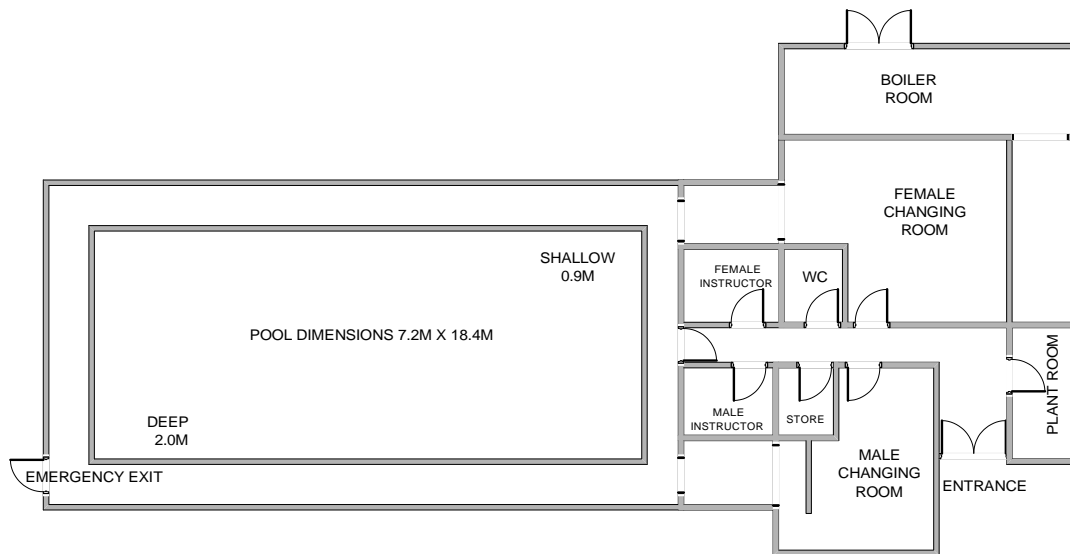 BOILER
ROOM
FEMALE
CHANGING
ROOM
SHALLOW
0.9M
FEMALE
INSTRUCTOR
WC
POOL DIMENSIONS 7.2M X 18.4M
PLANT ROOM
DEEP
2.0M
MALE
INSTRUCTOR
STORE
MALE
CHANGING
ROOM
EMERGENCY EXIT
ENTRANCE